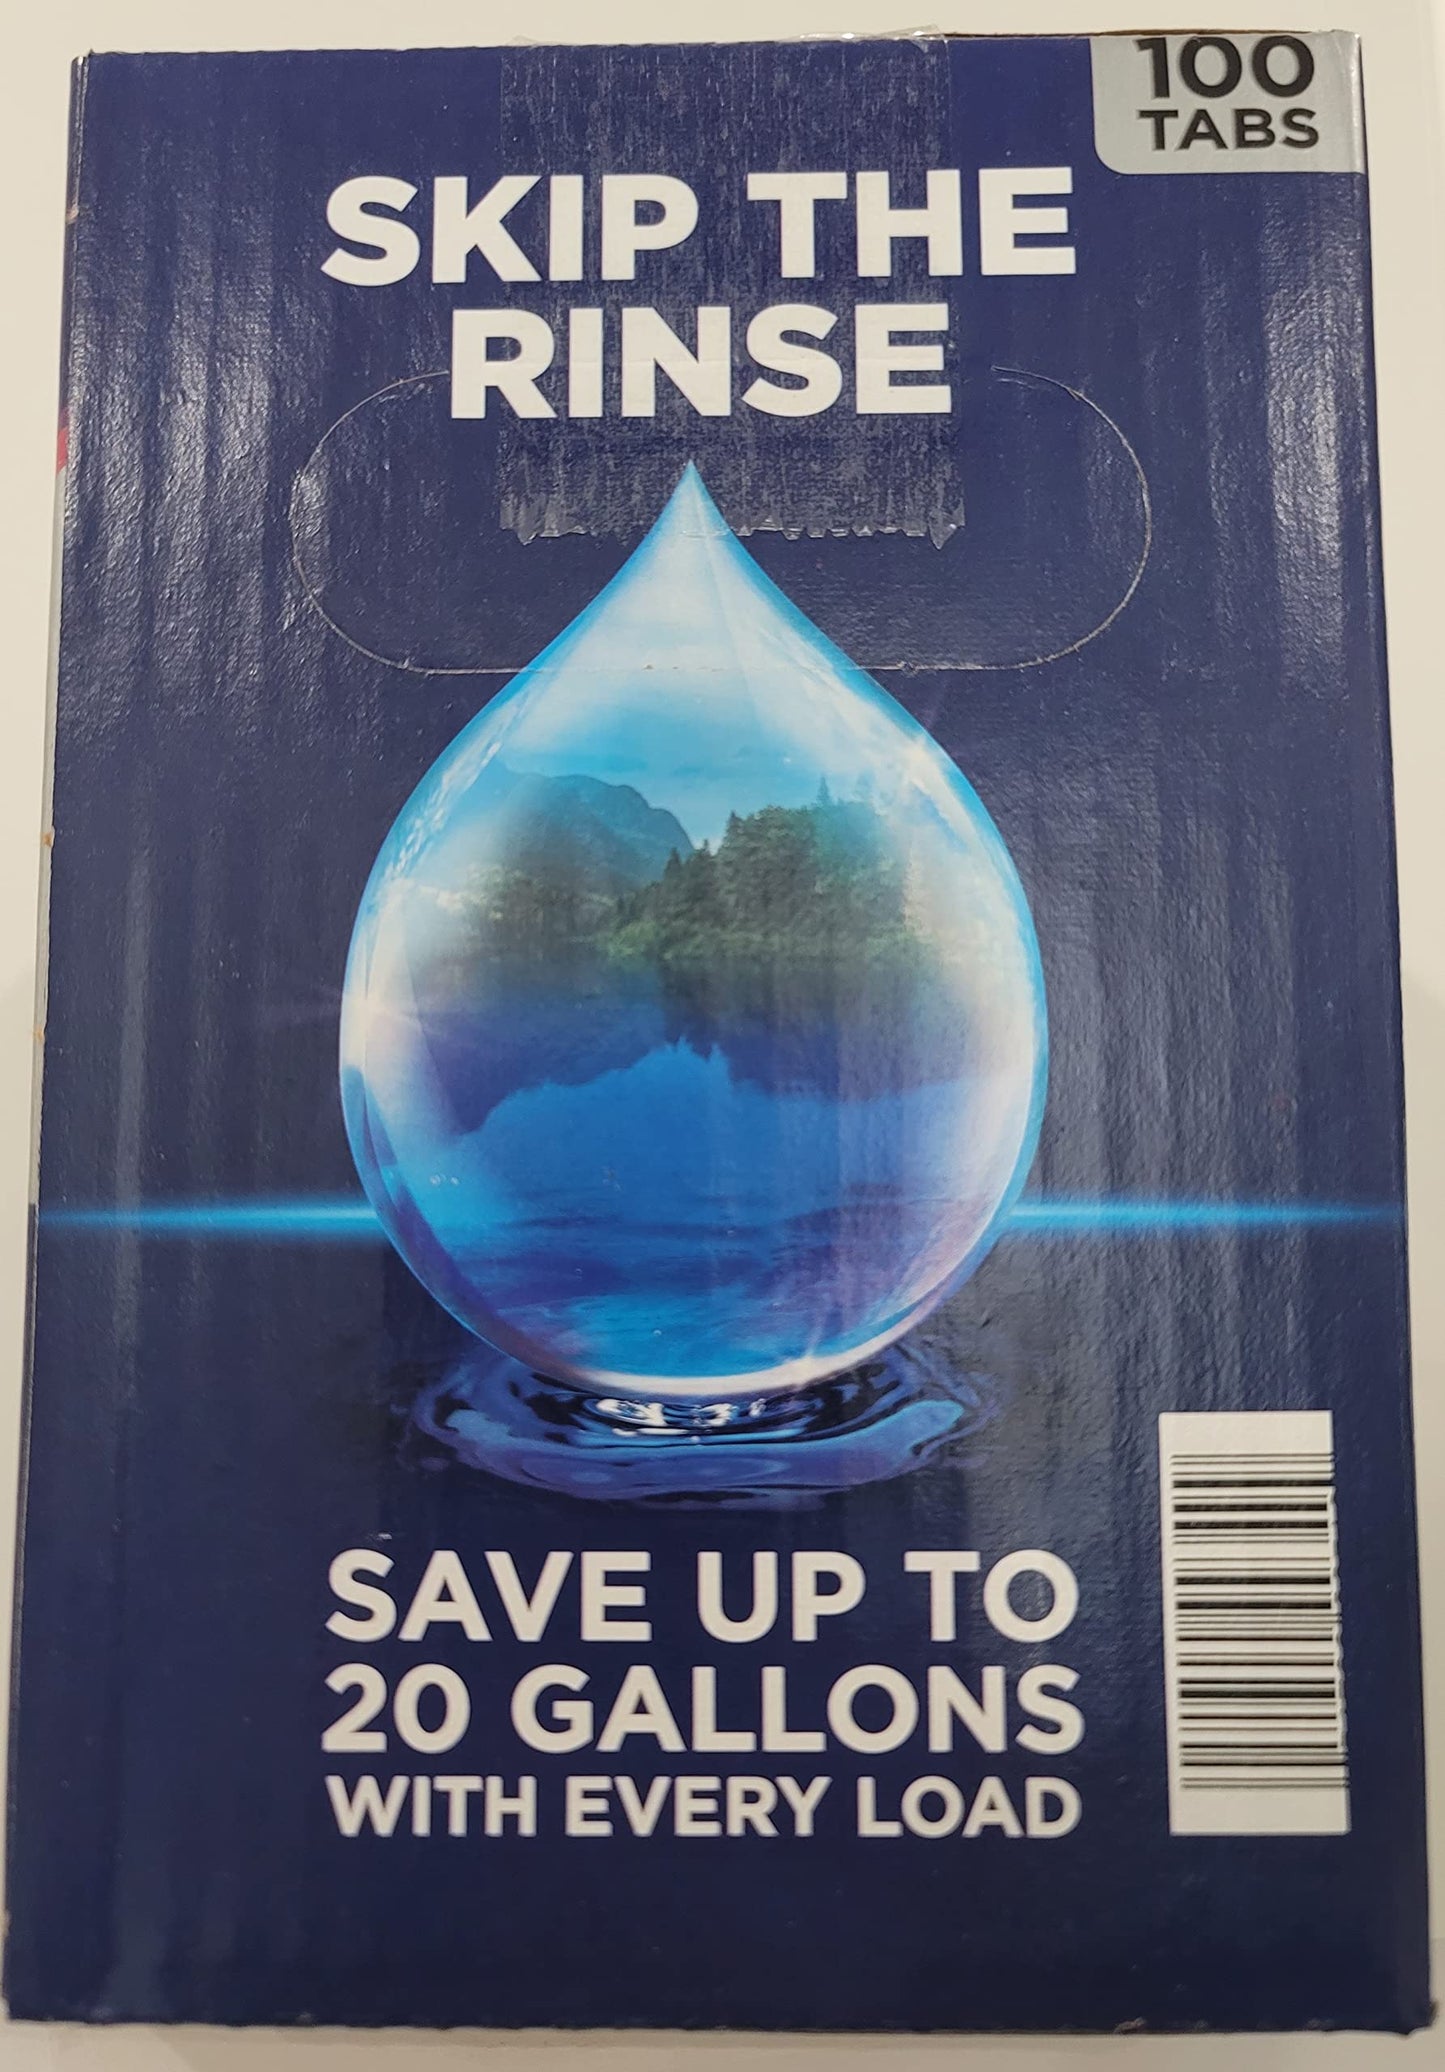 100
TABS
SKIP THE
RINSE
SAVE UP TO
20 GALLONS
WITH EVERY LOAD